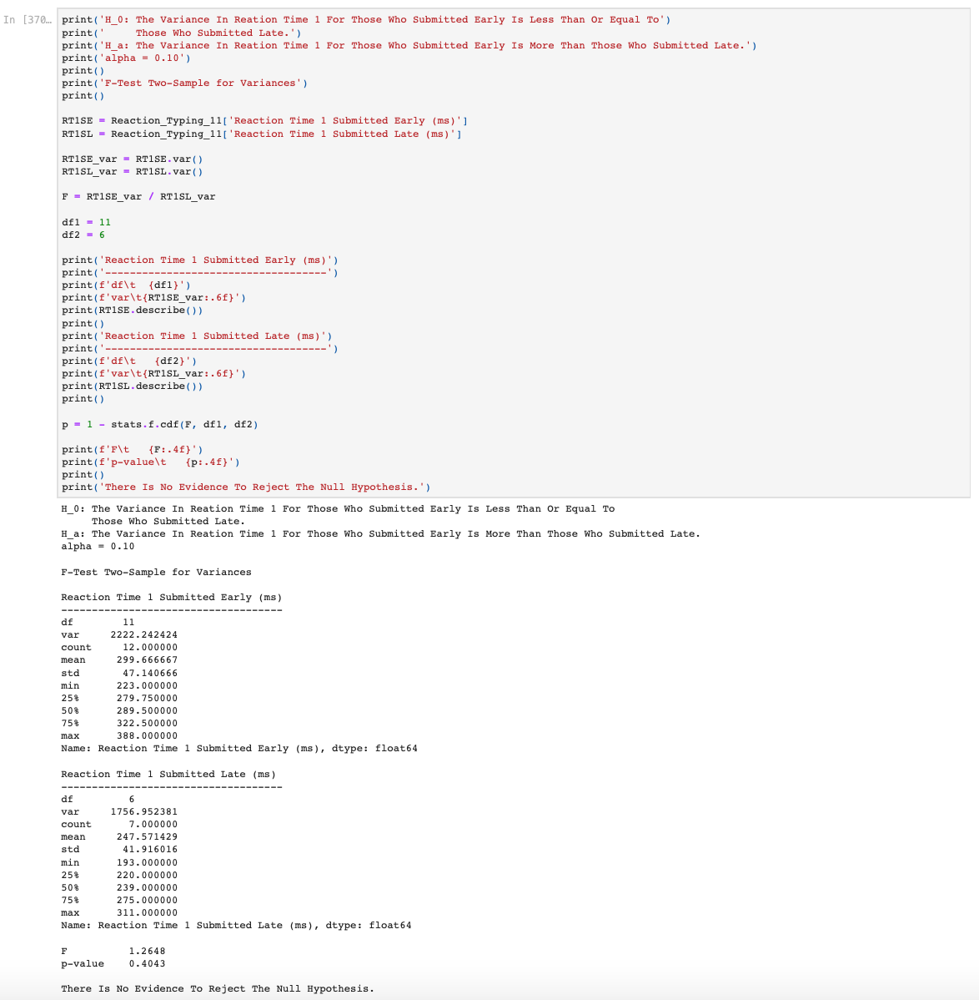 In [370…
print('H_0: The Variance In Reation Time 1 For Those Who Submitted Early Is Less Than Or Equal To')
print('     Those Who Submitted Late.')
print('H_a: The Variance In Reation Time 1 For Those Who Submitted Early Is More Than Those Who Submitted Late.')
print('alpha = 0.10')
print()
print('F-Test Two-Sample for Variances')
print()
RT1SE = Reaction_Typing_11['Reaction Time 1 Submitted Early (ms)']
RT1SL = Reaction_Typing_11['Reaction Time 1 Submitted Late (ms)']
RT1SE_var = RT1SE.var()
RT1SL_var = RT1SL.var()
F = RT1SE_var / RT1SL_var
df1 = 11
df2 = 6
print('Reaction Time 1 Submitted Early (ms)')
print('------------------------------------')
print(f'df\t  {df1}')
print(f'var\t{RT1SE_var:.6f}')
print(RT1SE.describe())
print()
print('Reaction Time 1 Submitted Late (ms)')
print('------------------------------------')
print(f'df\t   {df2}')
print(f'var\t{RT1SL_var:.6f}')
print(RT1SL.describe())
print()
p = 1 - stats.f.cdf(F, df1, df2)
print(f'F\t   {F:.4f}')
print(f'p-value\t   {p:.4f}')
print()
print('There Is No Evidence To Reject The Null Hypothesis.')
H_0: The Variance In Reation Time 1 For Those Who Submitted Early Is Less Than Or Equal To
     Those Who Submitted Late.
H_a: The Variance In Reation Time 1 For Those Who Submitted Early Is More Than Those Who Submitted Late.
alpha = 0.10
F-Test Two-Sample for Variances
Reaction Time 1 Submitted Early (ms)
------------------------------------
df        11
var     2222.242424
count     12.000000
mean     299.666667
std       47.140666
min      223.000000
25%      279.750000
50%      289.500000
75%      322.500000
max      388.000000
Name: Reaction Time 1 Submitted Early (ms), dtype: float64
Reaction Time 1 Submitted Late (ms)
------------------------------------
df         6
var     1756.952381
count      7.000000
mean     247.571429
std       41.916016
min      193.000000
25%      220.000000
50%      239.000000
75%      275.000000
max      311.000000
Name: Reaction Time 1 Submitted Late (ms), dtype: float64
F          1.2648
p-value    0.4043
There Is No Evidence To Reject The Null Hypothesis.